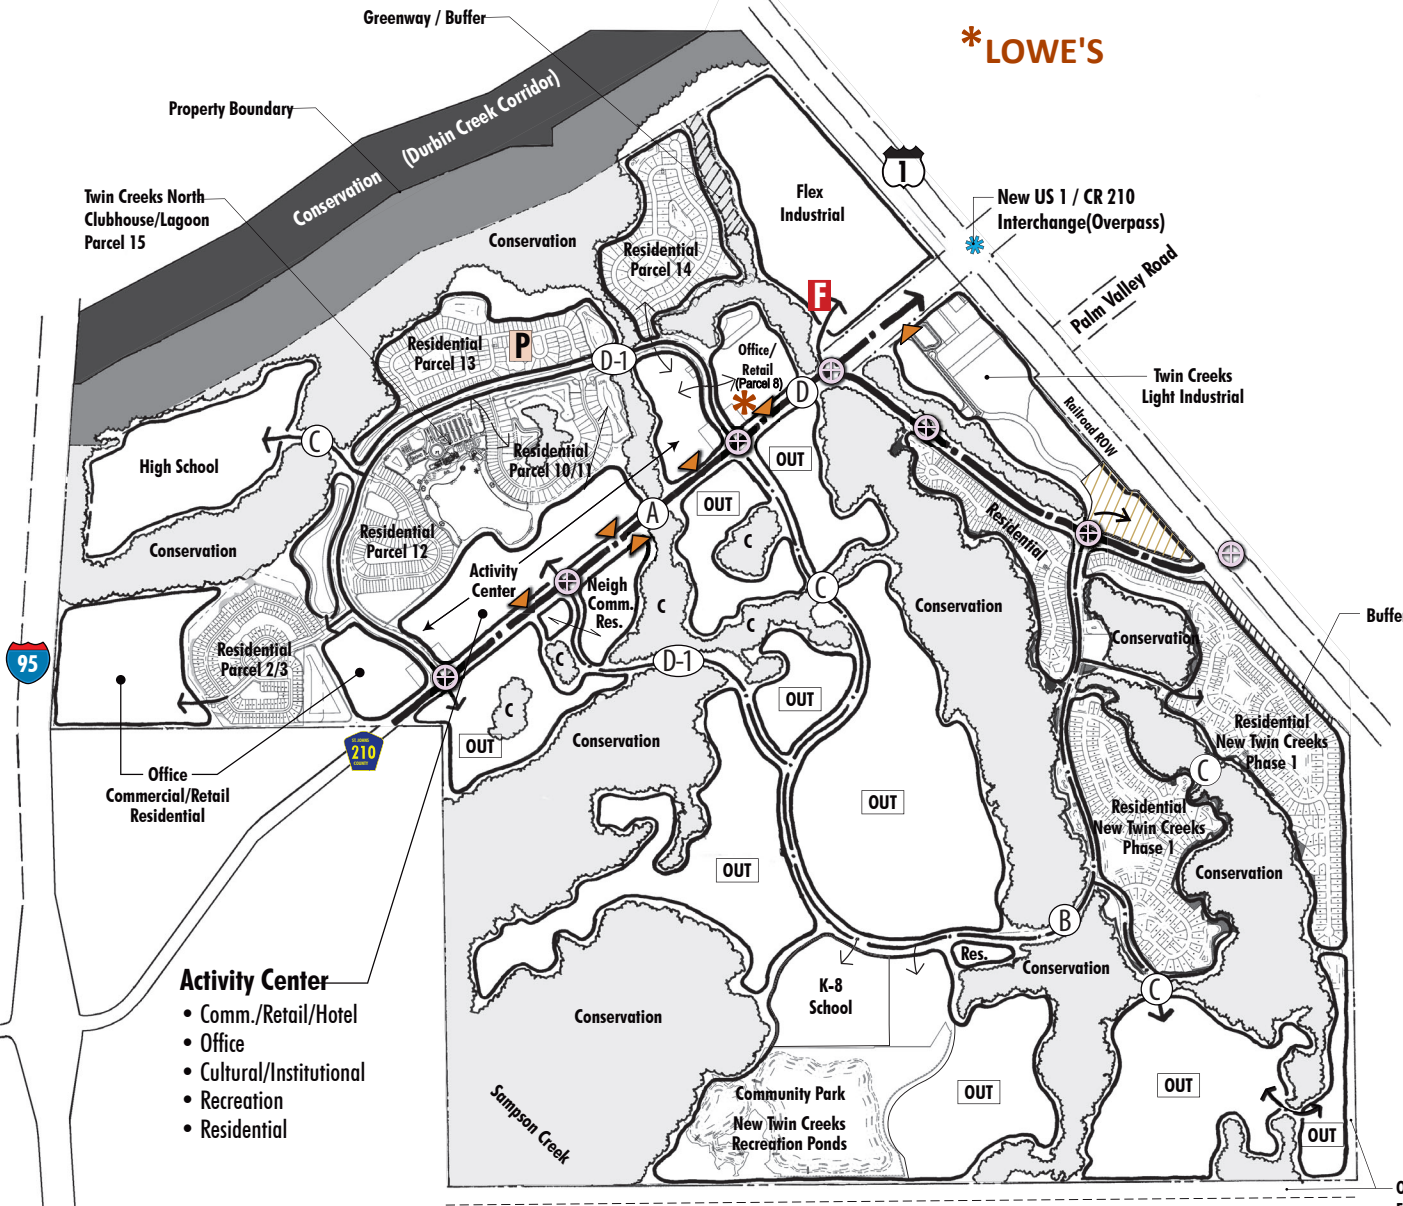 Greenway / Buffer
*LOWE'S
Property Boundary
Conservation (Durbin Creek Corridor)
1
Twin Creeks North
Clubhouse/Lagoon
Parcel 15
New US 1 / CR 210
Interchange(Overpass)
Flex
Industrial
Conservation
Residential
Parcel 14
Palm Valley Road
F
Residential
Parcel 13
P
D-1
Office/
Retail
(Parcel 8)
*
D
Twin Creeks
Light Industrial
Railroad ROW
High School
C
Residential
Parcel 10/11
OUT
OUT
A
Conservation
Residential
Parcel 12
Residential
C
Activity
Center
Neigh
Comm.
Res.
C
C
C
Conservation
Conservation
Buffer
95
Residential
Parcel 2/3
C
D-1
OUT
C
OUT
Conservation
Residential
New Twin Creeks
Phase 1
C
ST. JOHNS
210
COUNTY
Office
Commercial/Retail
Residential
OUT
Residential
New Twin Creeks
Phase 1
OUT
Conservation
B
Res.
Conservation
Activity Center
• Comm./Retail/Hotel
• Office
• Cultural/Institutional
• Recreation
• Residential
K-8
School
C
Conservation
Sampson Creek
Community Park
New Twin Creeks
Recreation Ponds
OUT
OUT
OUT